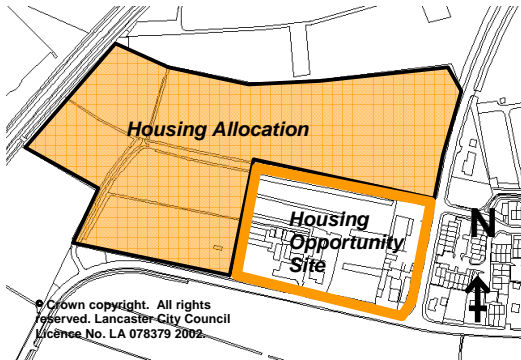 Housing Allocation
Housing
Opportunity
Site
N
© Crown copyright. All rights
reserved. Lancaster City Council
Licence No. LA 078379 2002.